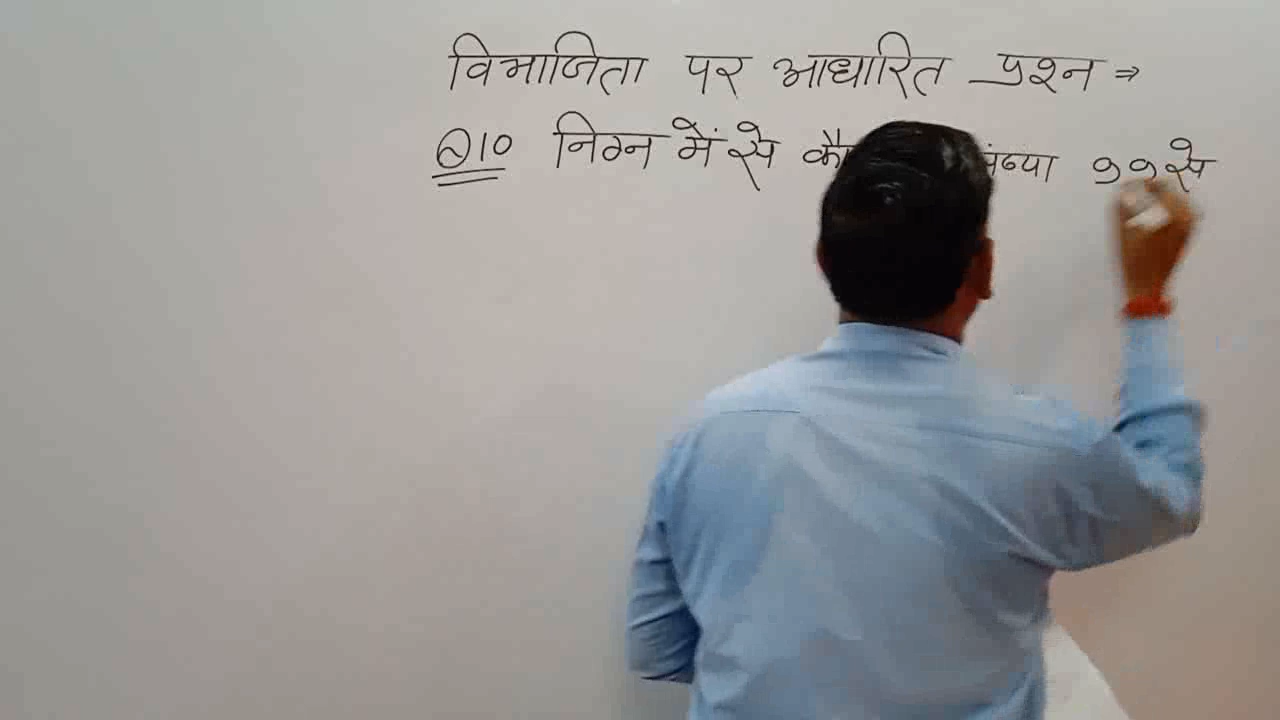 विभाजिता पर आधारित प्रश्न ⇒
Q10 निम्न में से संख्या 99 से